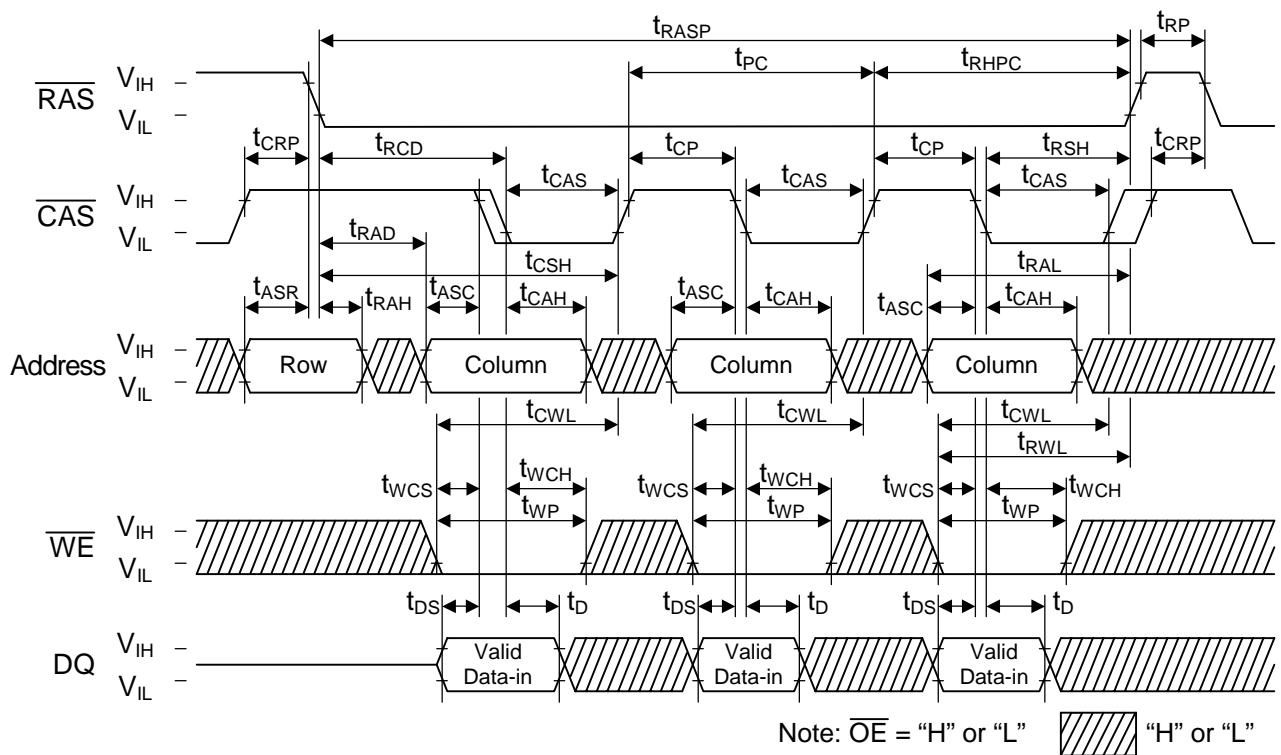 tRASP tRP
tPC tRHPC
RAS VIH
VIL
tCRP tRCD tCP tCP tRSH tCRP
tCAS tCAS tCAS
CAS VIH
VIL
tRAD
tCSH tRAL
tASR tRAH tASC tCAH tASC tCAH tASC tCAH
Address VIH
VIL
Row Column Column Column
tCWL tCWL tCWL
tRWL
tWCS tWCH tWCS tWCH tWCS tWCH
tWP tWP tWP
WE VIH
VIL
tDS tD tDS tD tDS tD
DQ VIH
VIL
Valid Data-in Valid Data-in Valid Data-in
Note: OE = “H” or “L” “H” or “L”